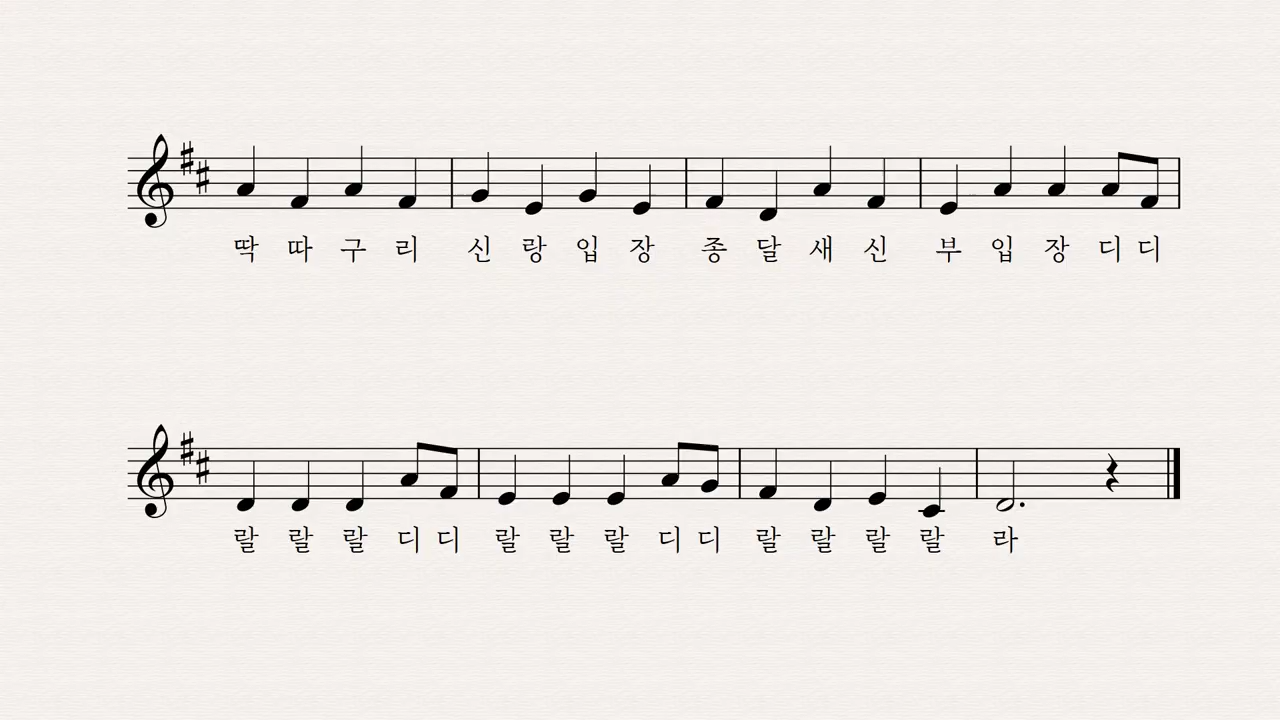 딱 따 구 리 신 랑 입 장 종 달 새 신 부 입 장 디 디
랄 랄 랄 디 디 랄 랄 랄 디 디 랄 랄 랄 랄 라